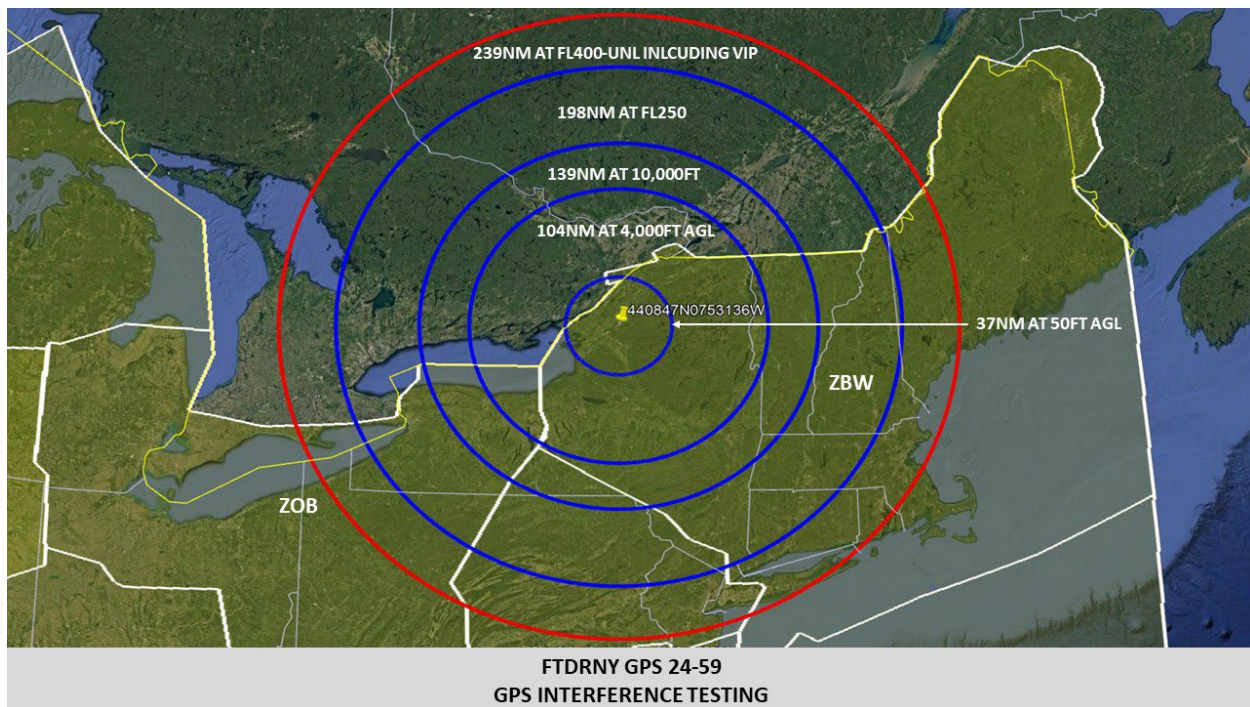 239NM AT FL400-UNL INLCUDING VIP
198NM AT FL250
139NM AT 10,000FT
104NM AT 4,000FT AGL
440847N0753136W
37NM AT 50FT AGL
ZBW
ZOB
FTDRNY GPS 24-59
GPS INTERFERENCE TESTING